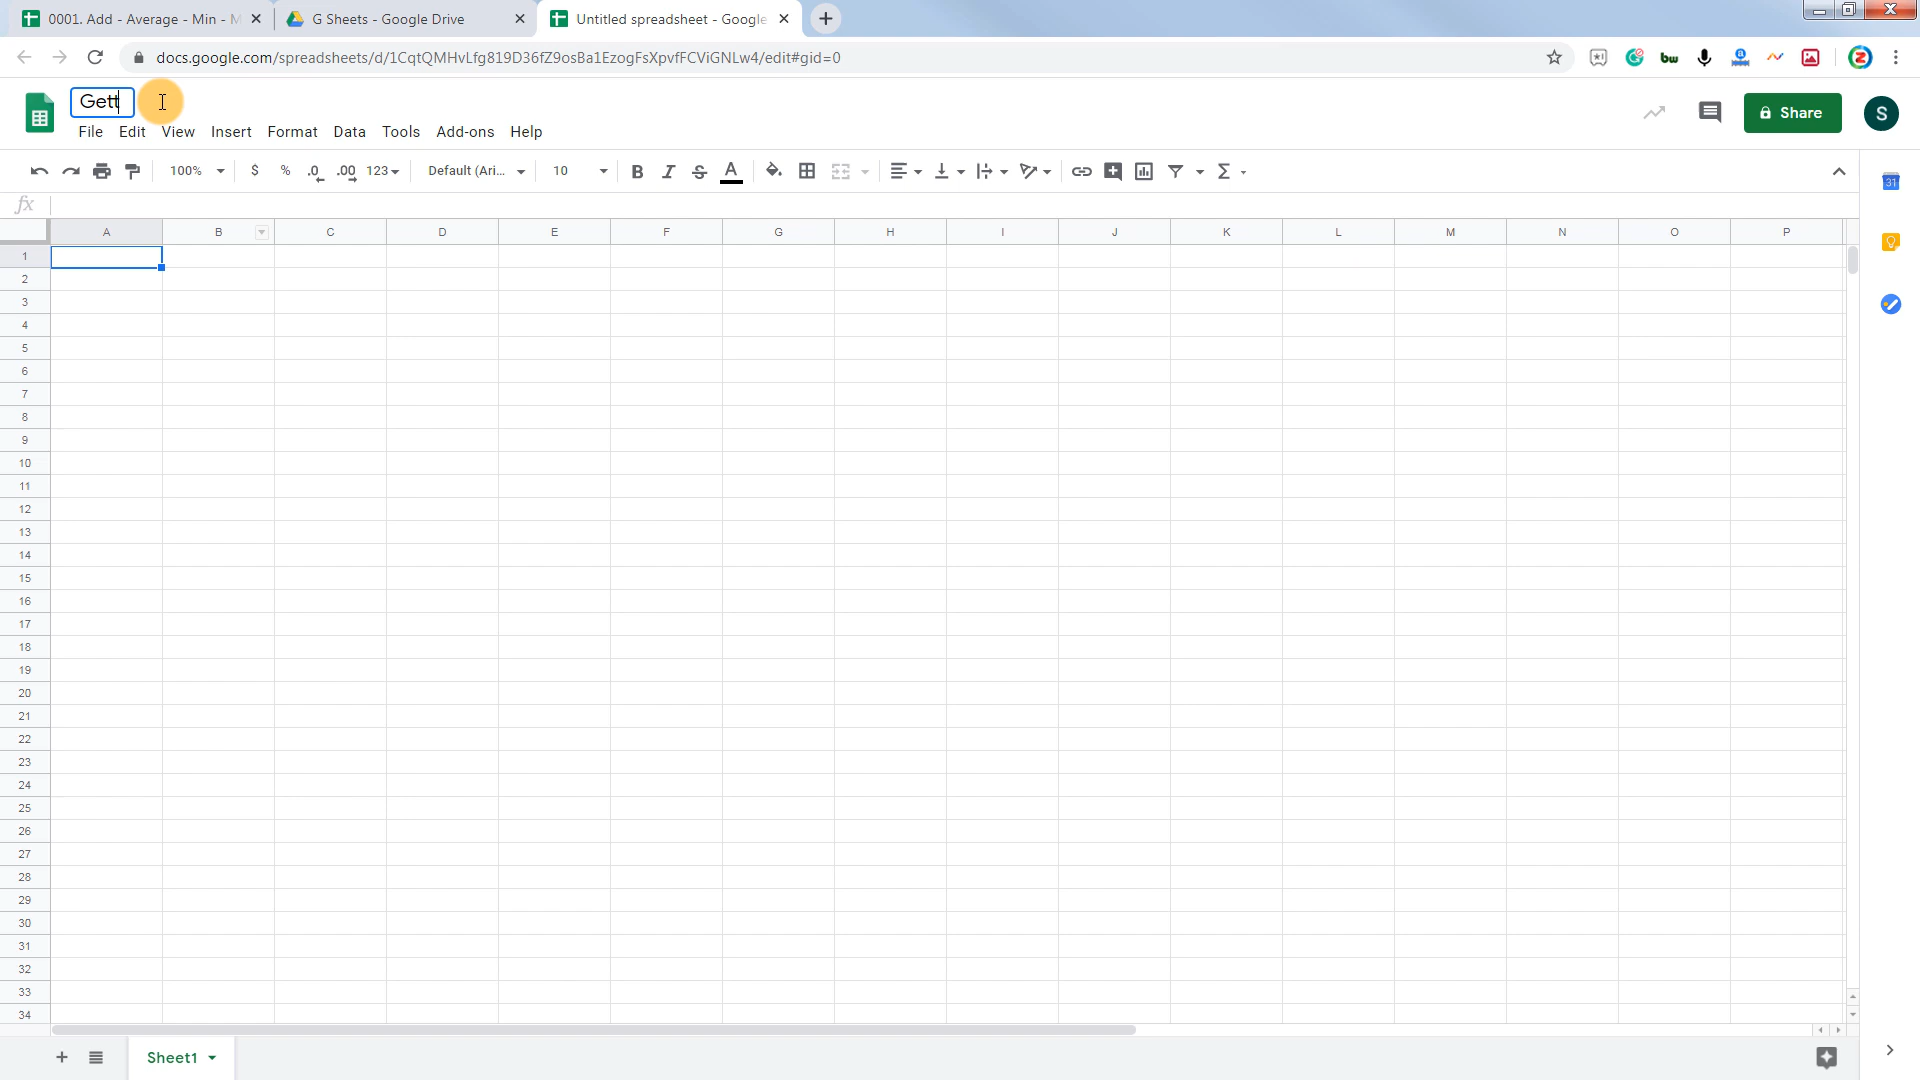 0001. Add - Average - Min - M
G Sheets - Google Drive
Untitled spreadsheet - Google
docs.google.com/spreadsheets/d/1CqtQMHvLfg819D36fZ9osBa1EzogFsXpvfFCViGNLw4/edit#gid=0
bw
a
Z
Gett
Share
S
File Edit View Insert Format Data Tools Add-ons Help
100% $ % .0 .00 123 Default (Ari... 10 B I S A Σ
31
fx
A B C D E F G H I J K L M N O P
1
2
3
4
5
6
7
8
9
10
11
12
13
14
15
16
17
18
19
20
21
22
23
24
25
26
27
28
29
30
31
32
33
34
Sheet1